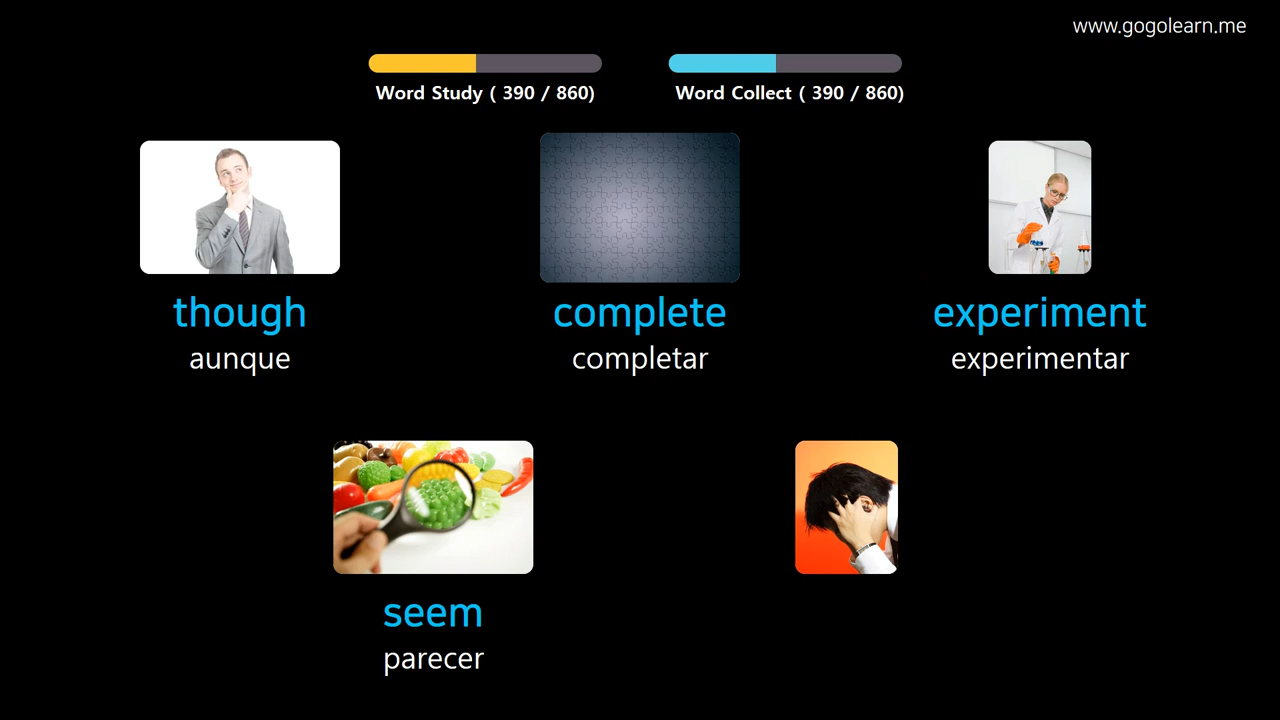 www.gogolearn.me
Word Study ( 390 / 860)
Word Collect ( 390 / 860)
though
aunque
complete
completar
experiment
experimentar
seem
parecer